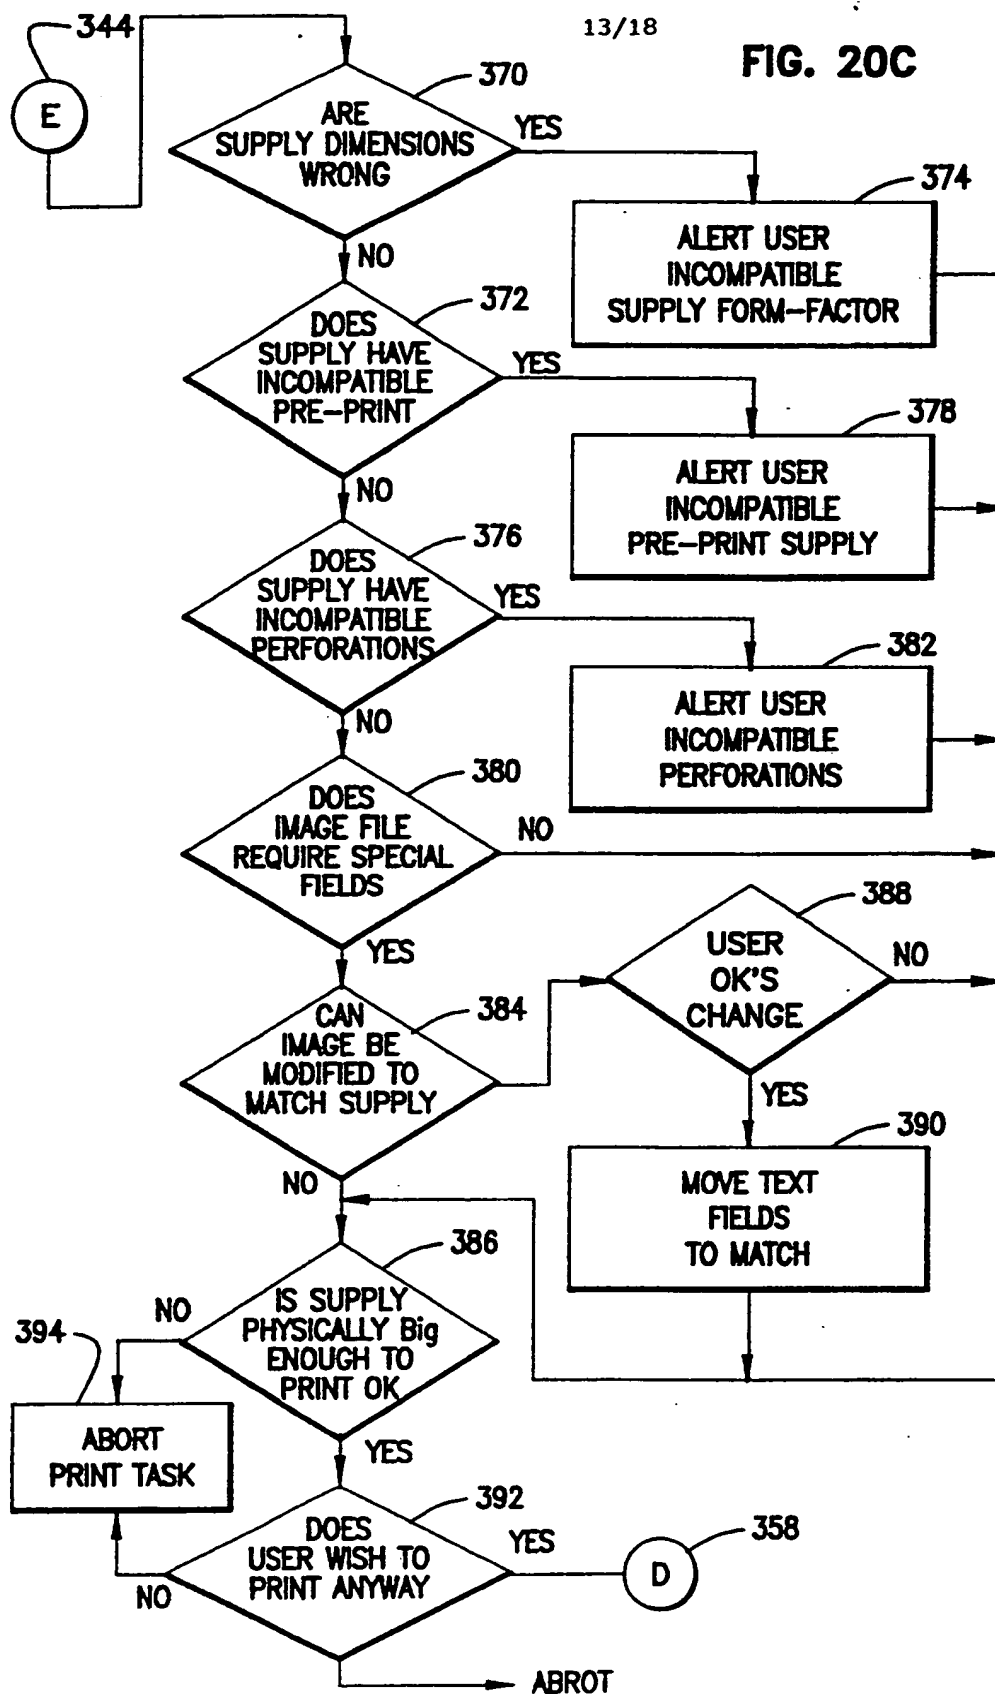 13/18
FIG. 20C
344
E
370
ARE
SUPPLY DIMENSIONS
WRONG
YES
NO
374
ALERT USER
INCOMPATIBLE
SUPPLY FORM-FACTOR
372
DOES
SUPPLY HAVE
INCOMPATIBLE
PRE-PRINT
YES
NO
378
ALERT USER
INCOMPATIBLE
PRE-PRINT SUPPLY
376
DOES
SUPPLY HAVE
INCOMPATIBLE
PERFORATIONS
YES
NO
382
ALERT USER
INCOMPATIBLE
PERFORATIONS
380
DOES
IMAGE FILE
REQUIRE SPECIAL
FIELDS
NO
YES
384
CAN
IMAGE BE
MODIFIED TO
MATCH SUPPLY
NO
388
USER
OK'S
CHANGE
NO
YES
390
MOVE TEXT
FIELDS
TO MATCH
386
IS SUPPLY
PHYSICALLY Big
ENOUGH TO
PRINT OK
NO
YES
394
ABORT
PRINT TASK
392
DOES
USER WISH TO
PRINT ANYWAY
YES
NO
358
D
ABROT